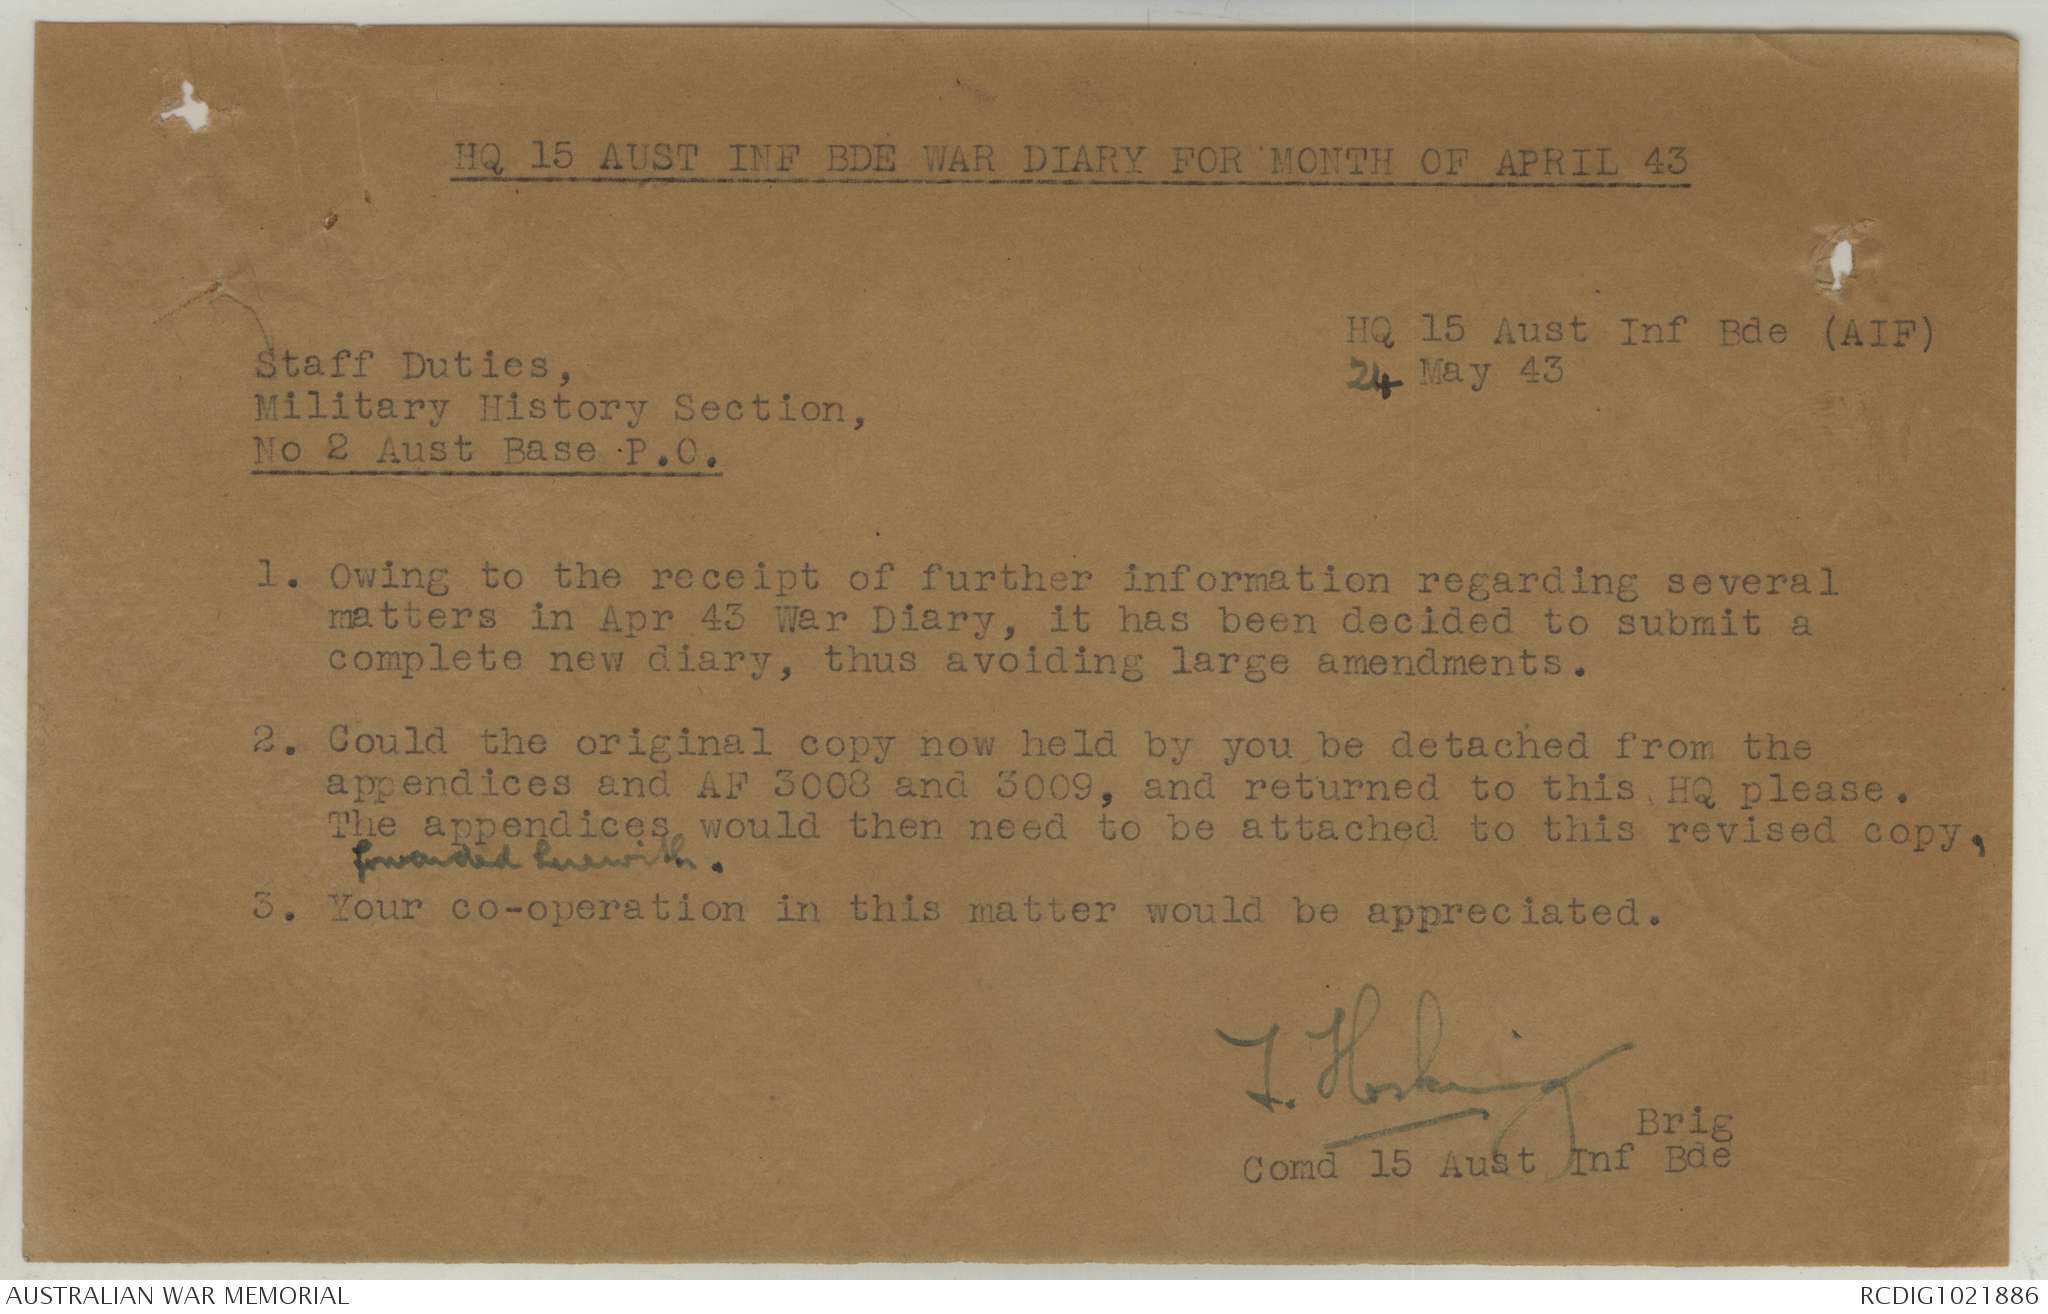 HQ 15 AUST INF BDE WAR DIARY FOR MONTH OF APRIL 43
HQ 15 Aust Inf Bde (AIF)
24 May 43
Staff Duties,
Military History Section,
No 2 Aust Base P.O.
1. Owing to the receipt of further information regarding several
matters in Apr 43 War Diary, it has been decided to submit a
complete new diary, thus avoiding large amendments.
2. Could the original copy now held by you be detached from the
appendices and AF 3008 and 3009, and returned to this HQ please.
The appendices would then need to be attached to this revised copy,
forwarded herewith.
3. Your co-operation in this matter would be appreciated.
F. Hosking
Brig
Comd 15 Aust Inf Bde
AUSTRALIAN WAR MEMORIAL
RCDIG1021886